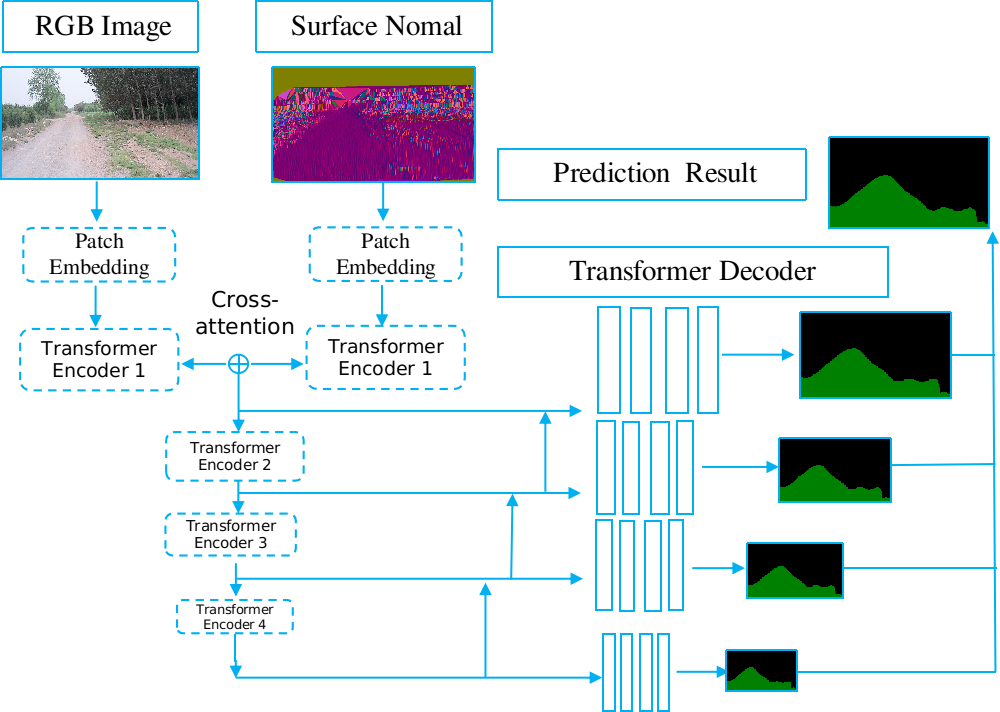 RGB Image
Surface Nomal
Prediction Result
Patch
Embedding
Patch
Embedding
Transformer Decoder
Cross-
attention
Transformer
Encoder 1
Transformer
Encoder 1
Transformer
Encoder 2
Transformer
Encoder 3
Transformer
Encoder 4